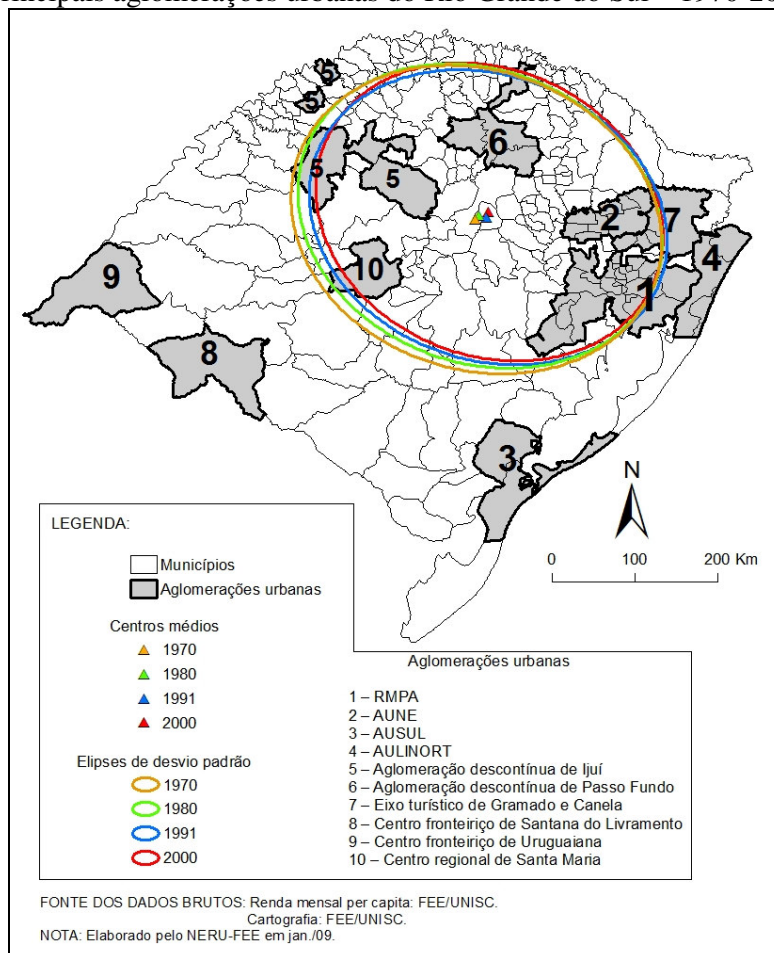 principais aglomerações urbanas do Rio Grande do Sul – 1970-20
5
5
6
5
5
2
7
10
4
9
1
8
3
N
0 100 200 Km
LEGENDA:
Municípios
Aglomerações urbanas
Centros médios
1970
1980
1991
2000
Elipses de desvio padrão
1970
1980
1991
2000
Aglomerações urbanas
1 – RMPA
2 – AUNE
3 – AUSUL
4 – AULINORT
5 – Aglomeração descontínua de Ijuí
6 – Aglomeração descontínua de Passo Fundo
7 – Eixo turístico de Gramado e Canela
8 – Centro fronteiriço de Santana do Livramento
9 – Centro fronteiriço de Uruguaiana
10 – Centro regional de Santa Maria
FONTE DOS DADOS BRUTOS: Renda mensal per capita: FEE/UNISC.
Cartografia: FEE/UNISC.
NOTA: Elaborado pelo NERU-FEE em jan./09.